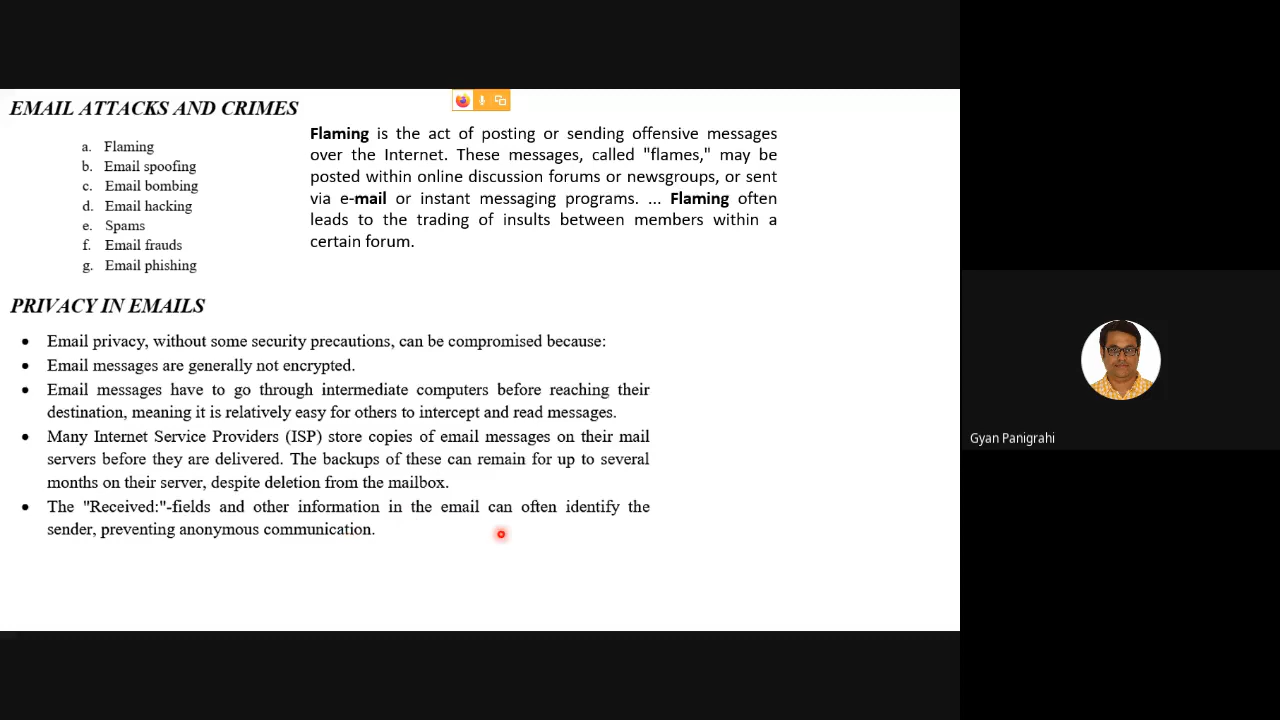 EMAIL ATTACKS AND CRIMES
a. Flaming
b. Email spoofing
c. Email bombing
d. Email hacking
e. Spams
f. Email frauds
g. Email phishing
Flaming is the act of posting or sending offensive messages
over the Internet. These messages, called "flames," may be
posted within online discussion forums or newsgroups, or sent
via e-mail or instant messaging programs. ... Flaming often
leads to the trading of insults between members within a
certain forum.
PRIVACY IN EMAILS
• Email privacy, without some security precautions, can be compromised because:
• Email messages are generally not encrypted.
• Email messages have to go through intermediate computers before reaching their
destination, meaning it is relatively easy for others to intercept and read messages.
• Many Internet Service Providers (ISP) store copies of email messages on their mail
servers before they are delivered. The backups of these can remain for up to several
months on their server, despite deletion from the mailbox.
• The "Received:"-fields and other information in the email can often identify the
sender, preventing anonymous communication.
Gyan Panigrahi